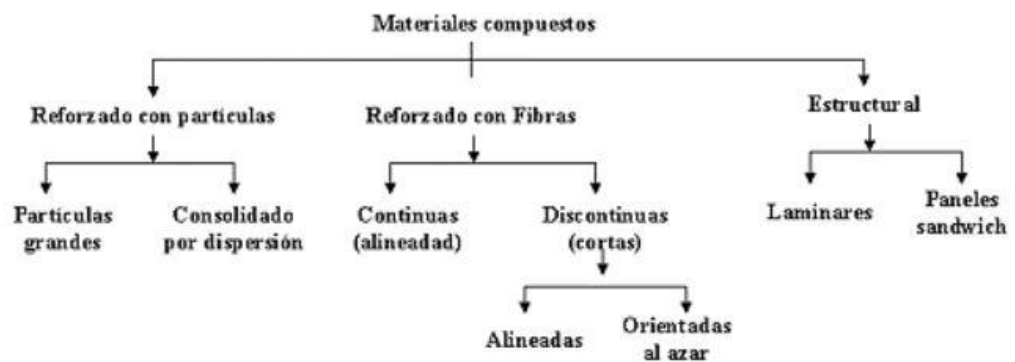 Materiales compuestos
Reforzado con partículas
Reforzado con Fibras
Estructural
Partículas
grandes
Consolidado
por dispersión
Continuas
(alineadad)
Discontinuas
(cortas)
Laminares
Paneles
sandwich
Alineadas
Orientadas
al azar